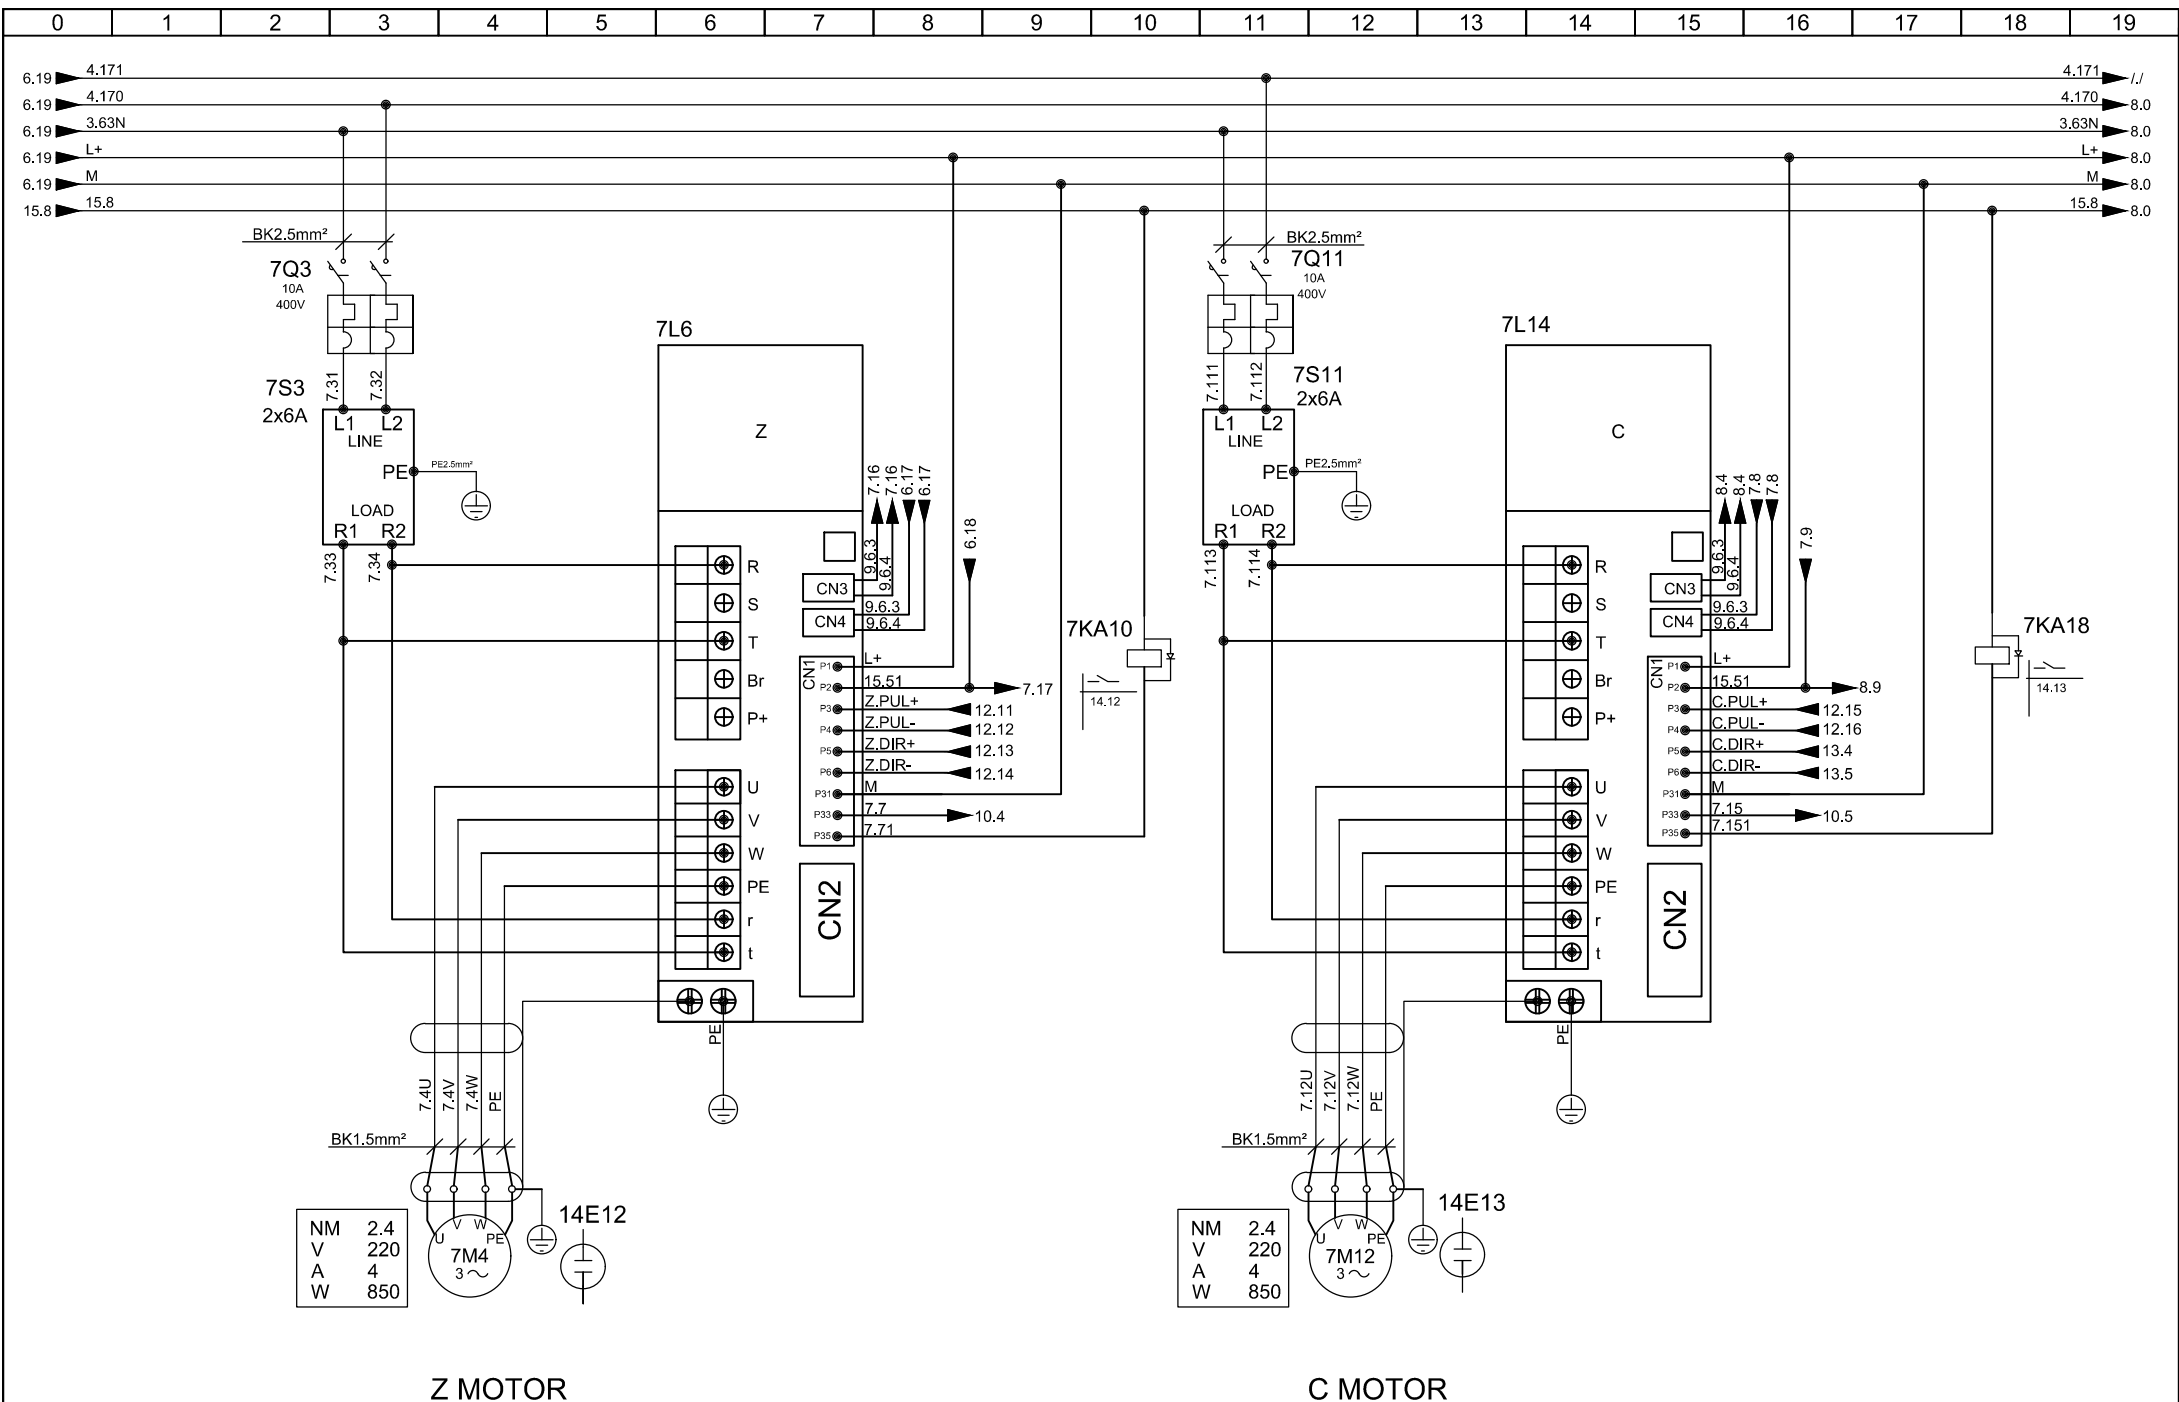 0 1 2 3 4 5 6 7 8 9 10 11 12 13 14 15 16 17 18 19
6.19 4.171 4.171 /./
6.19 4.170 4.170 8.0
6.19 3.63N 3.63N 8.0
6.19 L+ L+ 8.0
6.19 M M 8.0
15.8 15.8 15.8 8.0
BK2.5mm²
7Q3
10A
400V
7.31 7.32
7S3
2x6A
L1 L2
LINE
PE
PE2.5mm²
LOAD
R1 R2
7.33 7.34
7L6
Z
7.16 7.16 6.17 6.17
6.18
9.6.3 9.6.4
CN3
CN4
9.6.3
9.6.4
R
S
T
Br
P+
CN1
P1 L+
P2 15.51 7.17
P3 Z.PUL+ 12.11
P4 Z.PUL- 12.12
P5 Z.DIR+ 12.13
P6 Z.DIR- 12.14
P31 M
P33 7.7 10.4
P35 7.71
U
V
W
PE
r
t
CN2
PE
7KA10
14.12
7.4U 7.4V 7.4W PE
BK1.5mm²
U V W PE
7M4
3
14E12
NM 2.4
V 220
A 4
W 850
Z MOTOR
BK2.5mm²
7Q11
10A
400V
7.111 7.112
7S11
2x6A
L1 L2
LINE
PE
PE2.5mm²
LOAD
R1 R2
7.113 7.114
7L14
C
8.4 8.4 7.8 7.8
7.9
9.6.3 9.6.4
CN3
CN4
9.6.3
9.6.4
R
S
T
Br
P+
CN1
P1 L+
P2 15.51 8.9
P3 C.PUL+ 12.15
P4 C.PUL- 12.16
P5 C.DIR+ 13.4
P6 C.DIR- 13.5
P31 M
P33 7.15 10.5
P35 7.151
U
V
W
PE
r
t
CN2
PE
7KA18
14.13
7.12U 7.12V 7.12W PE
BK1.5mm²
U V W PE
7M12
3
14E13
NM 2.4
V 220
A 4
W 850
C MOTOR